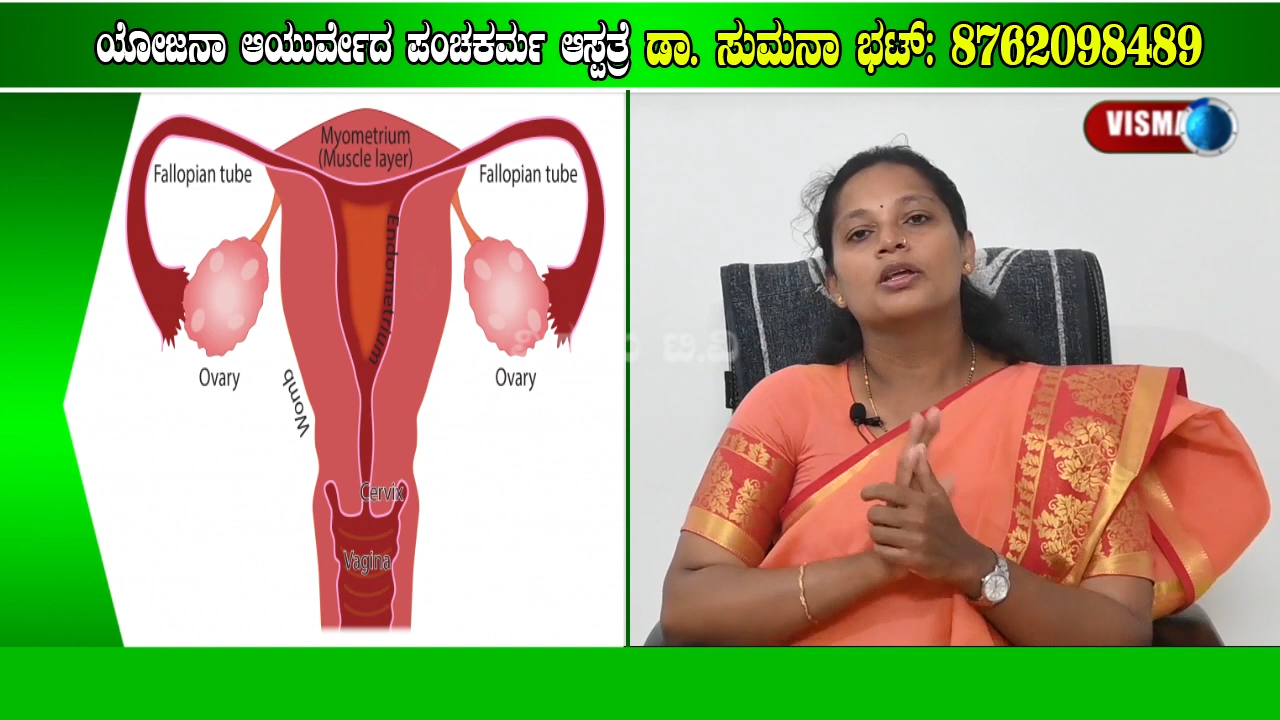 ಯೋಜನಾ ಆಯುರ್ವೇದ ಪಂಚಕರ್ಮ ಆಸ್ಪತ್ರೆ ಡಾ. ಸುಮನಾ ಭಟ್: 8762098489
VISMA
Myometrium
(Muscle layer)
Fallopian tube
Fallopian tube
Endometrium
ಟಿ.ವಿ
Ovary
Ovary
Womb
Cervix
Vagina